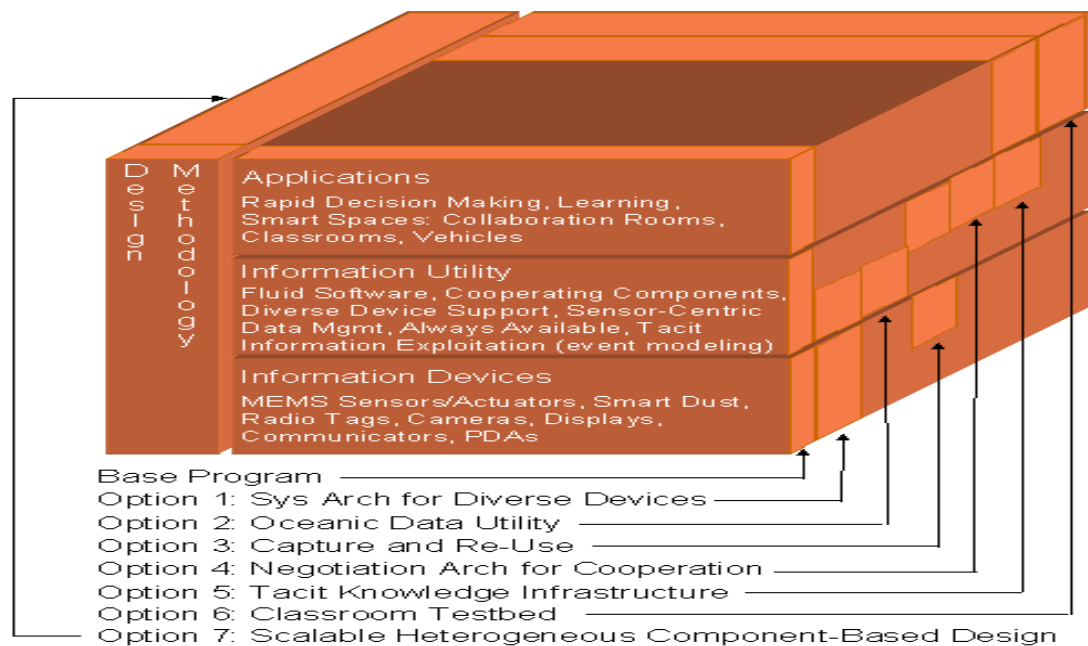 Design
Methodology
Applications
Rapid Decision Making, Learning,
Smart Spaces: Collaboration Rooms,
Classrooms, Vehicles
Information Utility
Fluid Software, Cooperating Components,
Diverse Device Support, Sensor-Centric
Data Mgmt, Always Available, Tacit
Information Exploitation (event modeling)
Information Devices
MEMS Sensors/Actuators, Smart Dust,
Radio Tags, Cameras, Displays,
Communicators, PDAs
Base Program
Option 1: Sys Arch for Diverse Devices
Option 2: Oceanic Data Utility
Option 3: Capture and Re-Use
Option 4: Negotiation Arch for Cooperation
Option 5: Tacit Knowledge Infrastructure
Option 6: Classroom Testbed
Option 7: Scalable Heterogeneous Component-Based Design